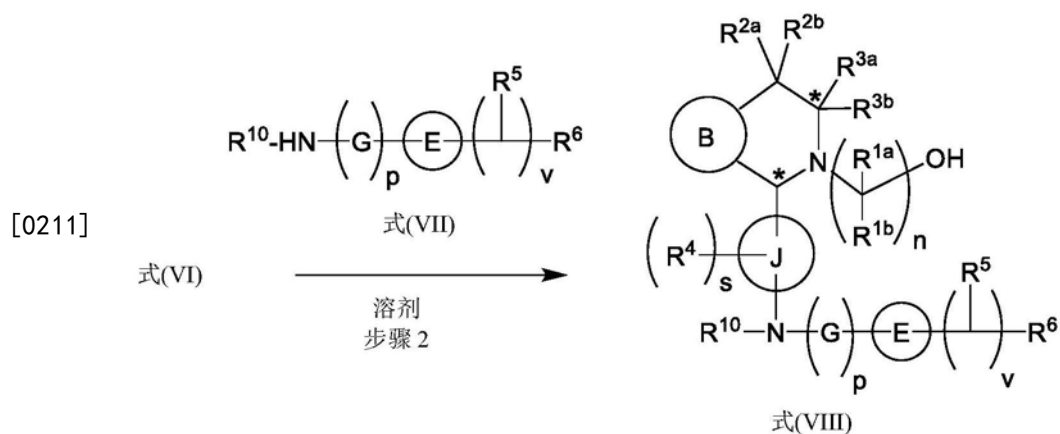 R2a R2b
R3a
R3b
R5
R10-HN G E R6
p v
B
N
R1a
OH
R1b
n
*
*
[0211]
式(VII)
式(VI)
溶剂
步骤 2
R4
s
J
R5
R10 N G E R6
p v
式(VIII)